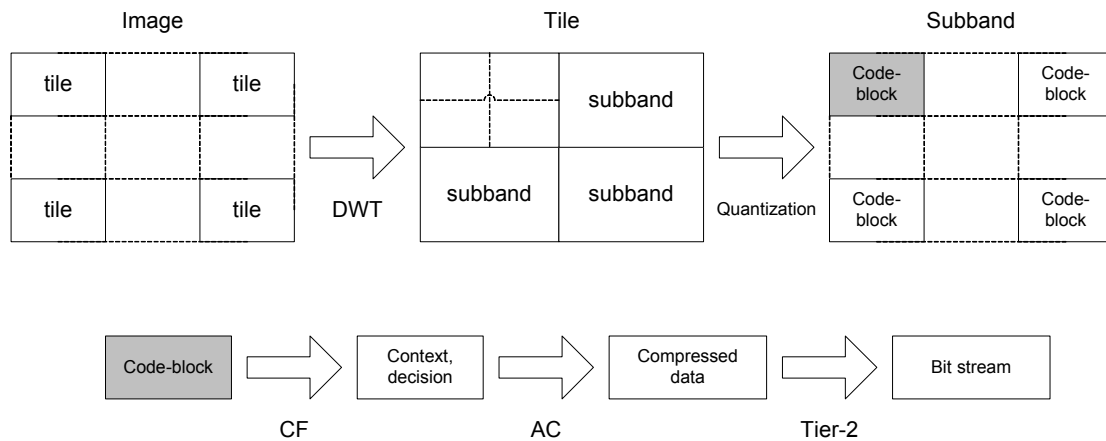 Image
Tile
Subband
tile
tile
tile
tile
DWT
subband
subband
subband
Quantization
Code-
block
Code-
block
Code-
block
Code-
block
Code-block
CF
Context,
decision
AC
Compressed
data
Tier-2
Bit stream